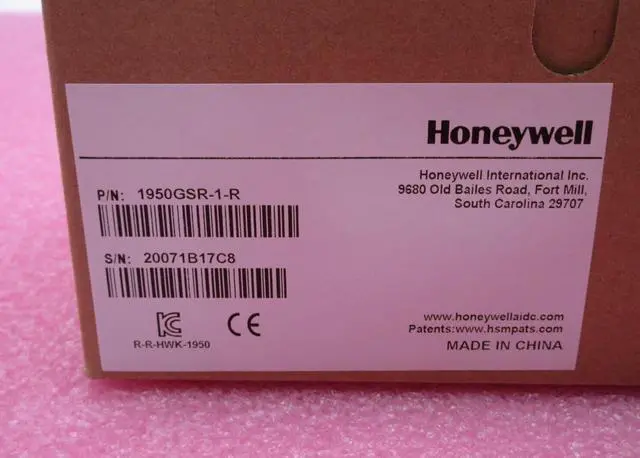 Honeywell
Honeywell International Inc.
9680 Old Bailes Road, Fort Mill,
South Carolina 29707
P/N: 1950GSR-1-R
S/N: 20071B17C8
CE
R-R-HWK-1950
www.honeywellaidc.com
Patents:www.hsmpats.com
MADE IN CHINA